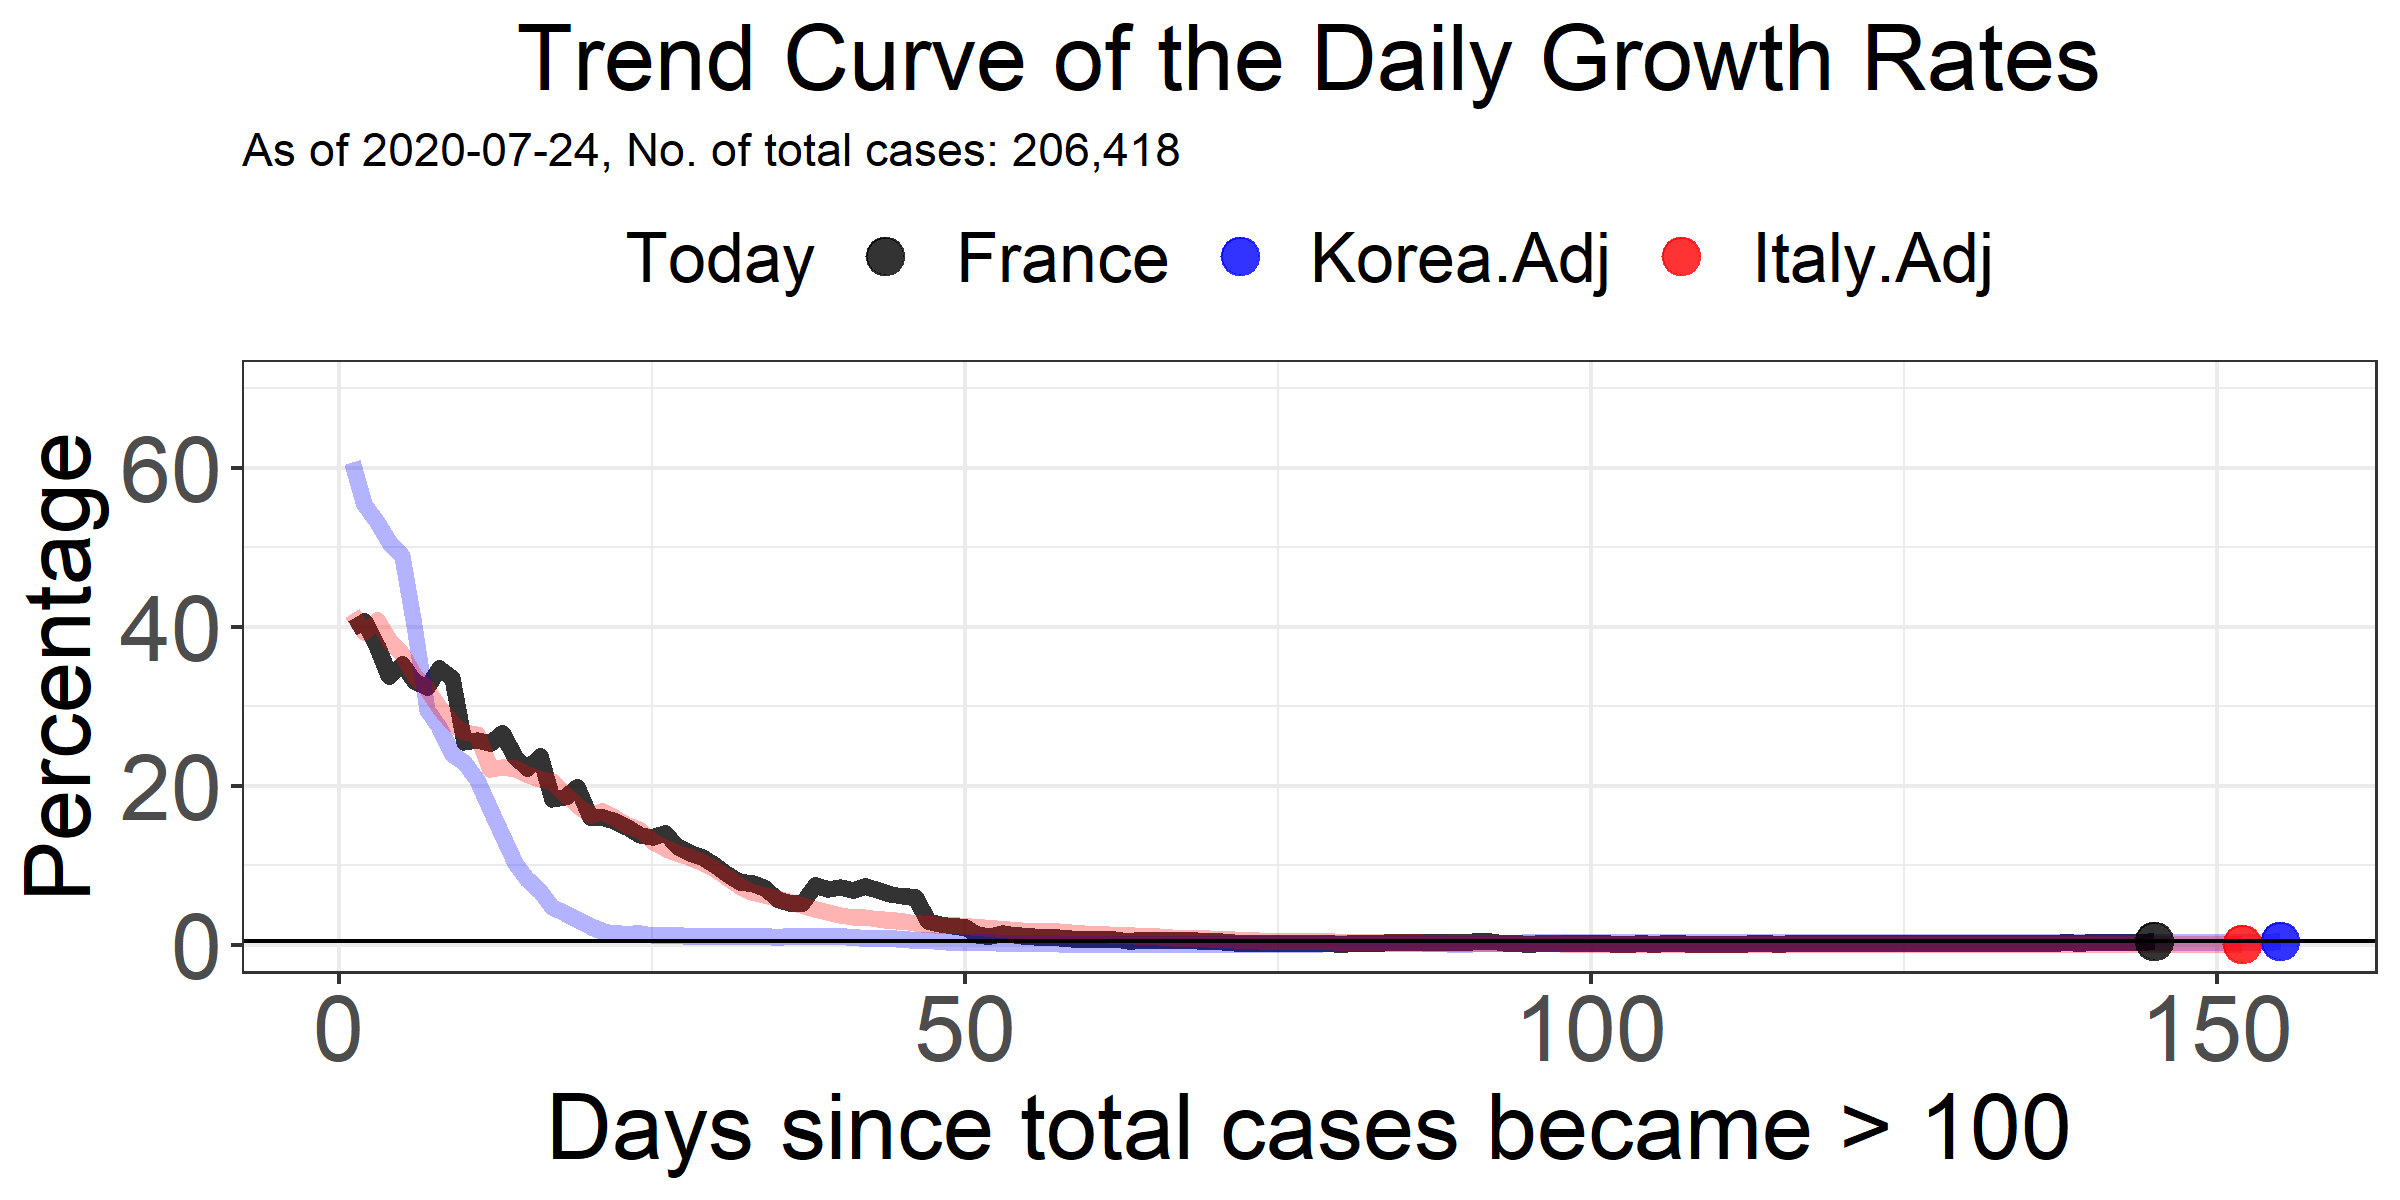 Trend Curve of the Daily Growth Rates
As of 2020-07-24, No. of total cases: 206,418
Today France Korea.Adj Italy.Adj
Percentage
60
40
20
0
0 50 100 150
Days since total cases became > 100